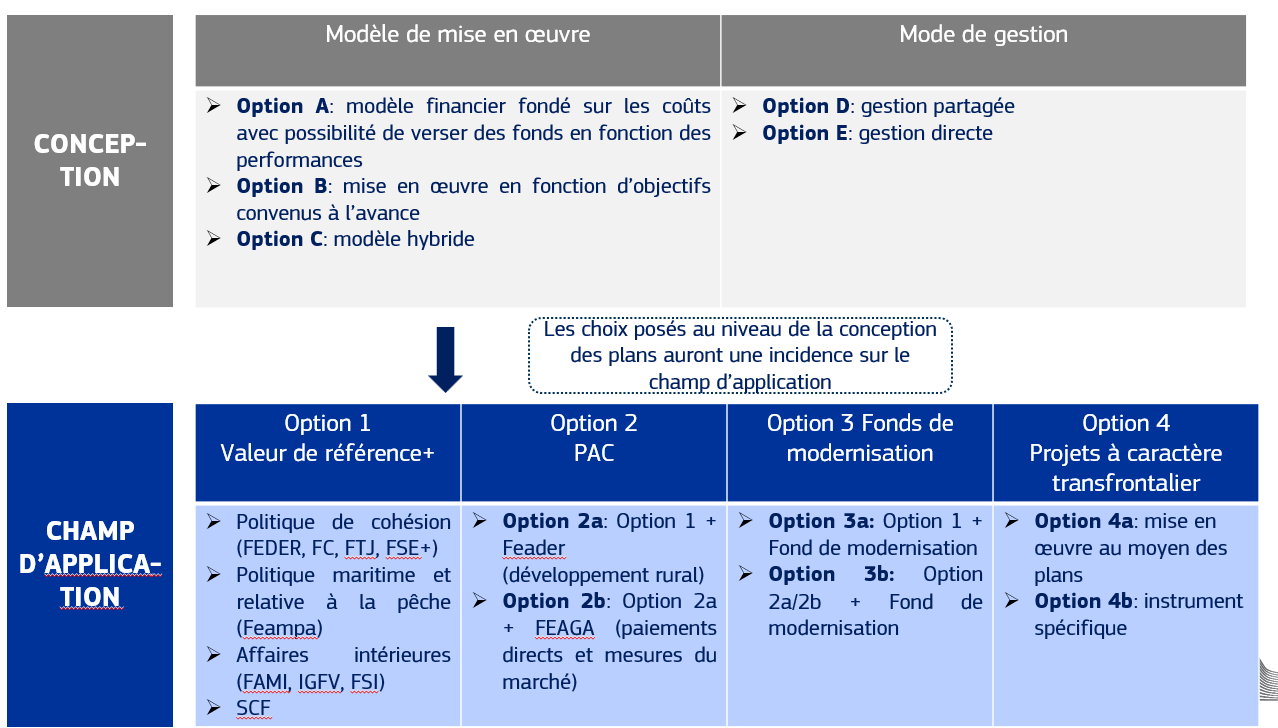 CONCEP-
TION
Modèle de mise en œuvre
➢ Option A: modèle financier fondé sur les coûts
avec possibilité de verser des fonds en fonction des
performances
➢ Option B: mise en œuvre en fonction d’objectifs
convenus à l’avance
➢ Option C: modèle hybride
Mode de gestion
➢ Option D: gestion partagée
➢ Option E: gestion directe
Les choix posés au niveau de la conception
des plans auront une incidence sur le
champ d’application
CHAMP
D’APPLICA-
TION
Option 1
Valeur de référence+
➢ Politique de cohésion
(FEDER, FC, FTJ, FSE+)
➢ Politique maritime et
relative à la pêche
(Feampa)
➢ Affaires intérieures
(FAMI, IGFV, FSI)
➢ SCF
Option 2
PAC
➢ Option 2a: Option 1 +
Feader
(développement rural)
➢ Option 2b: Option 2a
+ FEAGA (paiements
directs et mesures du
marché)
Option 3 Fonds de
modernisation
➢ Option 3a: Option 1 +
Fond de modernisation
➢ Option 3b: Option
2a/2b + Fond de
modernisation
Option 4
Projets à caractère
transfrontalier
➢ Option 4a: mise en
œuvre au moyen des
plans
➢ Option 4b: instrument
spécifique